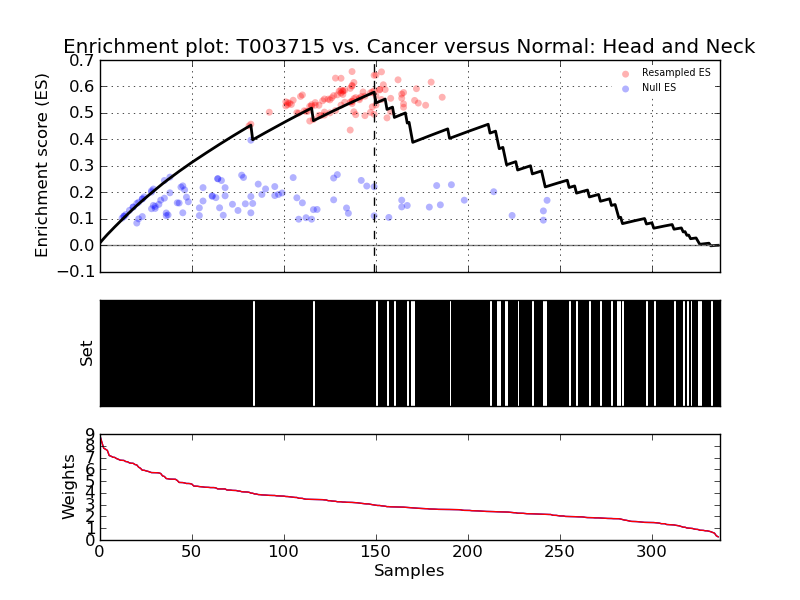 Enrichment plot: T003715 vs. Cancer versus Normal: Head and Neck
0.7
0.6
0.5
0.4
0.3
0.2
0.1
0.0
−0.1
Enrichment score (ES)
Resampled ES
Null ES
Set
9
8
7
6
5
4
3
2
1
0
Weights
0 50 100 150 200 250 300
Samples